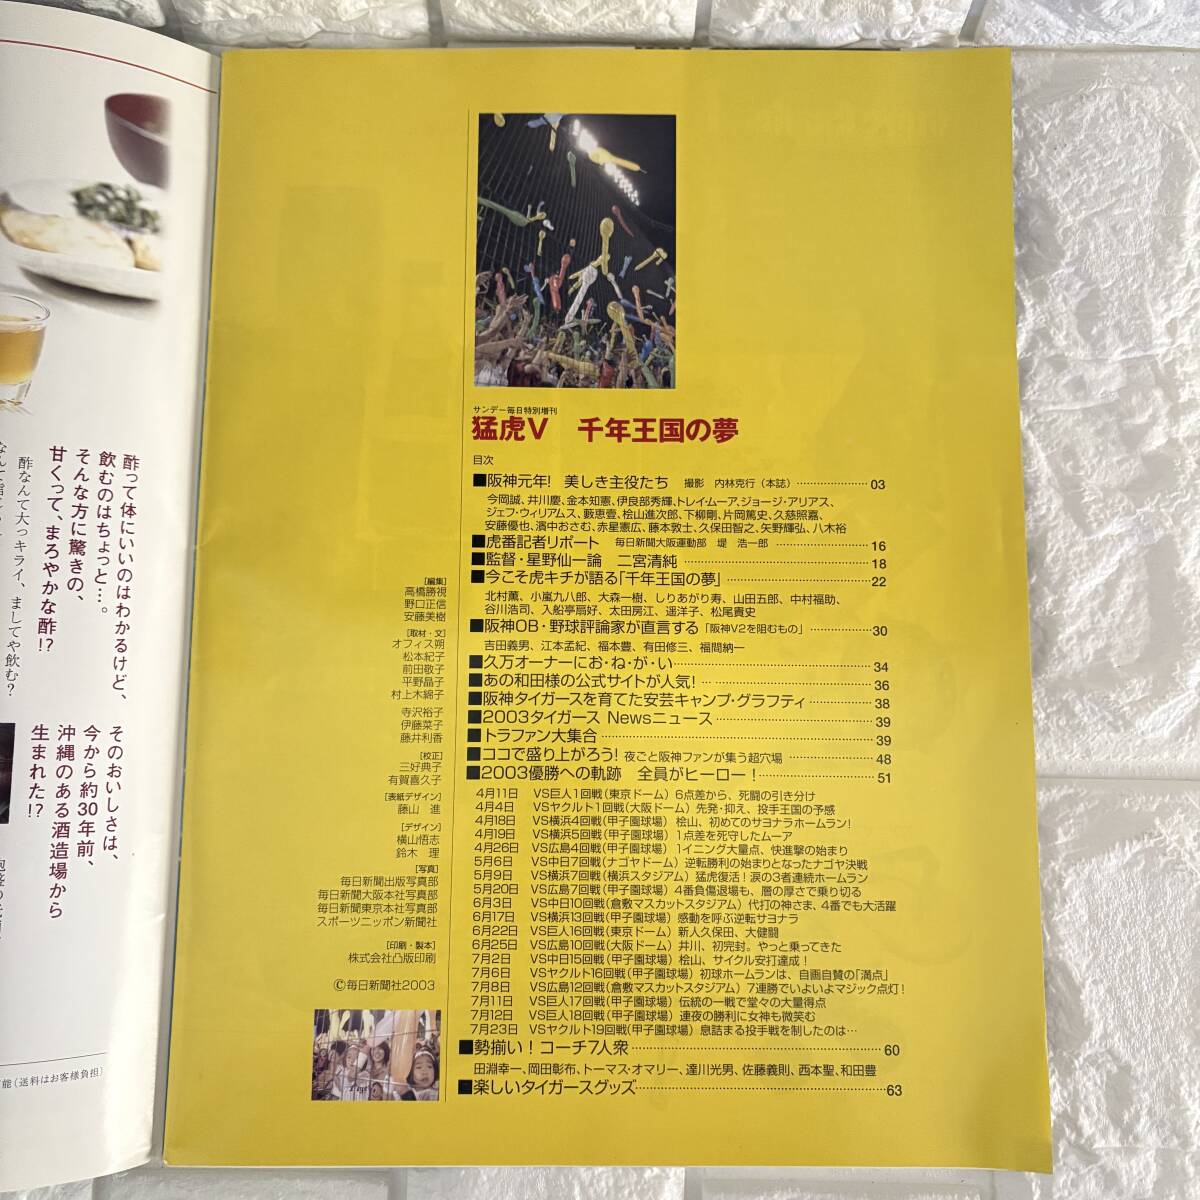 酢って体にいいのはわかるけど、
飲むのはちょっと…。
そんな方に驚きの、
甘くって、まろやかな酢!?
酢なんて大っキライ、ましてや飲む?
そのおいしさは、
今から約30年前、
沖縄のある酒造場から
生まれた!?
能（送料はお客様負担）
サンデー毎日特別増刊
猛虎V 千年王国の夢
目次
■阪神元年! 美しき主役たち 撮影 内林克行（本誌）…………………03
今岡誠、井川慶、金本知憲、伊良部秀輝、トレイ・ムーア、ジョージ・アリアス、
ジェフ・ウィリアムス、藪恵壹、桧山進次郎、下柳剛、片岡篤史、久慈照嘉、
安藤優也、濱中おさむ、赤星憲広、藤本敦士、久保田智之、矢野輝弘、八木裕
■虎番記者リポート 毎日新聞大阪運動部 堤 浩一郎…………………16
■監督・星野仙一論 二宮清純…………………18
■今こそ虎キチが語る「千年王国の夢」…………………22
北村薫、小嵐九八郎、大森一樹、しりあがり寿、山田五郎、中村福助、
谷川浩司、入船亭扇好、太田房江、遥洋子、松尾貴史
■阪神OB・野球評論家が直言する「阪神V2を阻むもの」…………………30
吉田義男、江本孟紀、福本豊、有田修三、福間納一
■久万オーナーにお・ね・が・い…………………34
■あの和田様の公式サイトが人気!…………………36
■阪神タイガースを育てた安芸キャンプ・グラフティ…………………38
■2003タイガース Newsニュース…………………39
■トラファン大集合…………………39
■ココで盛り上がろう! 夜ごと阪神ファンが集う超穴場…………………48
■2003優勝への軌跡 全員がヒーロー!…………………51
4月11日 VS巨人1回戦（東京ドーム）6点差から、死闘の引き分け
4月4日 VSヤクルト1回戦（大阪ドーム）先発・抑え、投手王国の予感
4月18日 VS横浜4回戦（甲子園球場）桧山、初めてのサヨナラホームラン!
4月19日 VS横浜5回戦（甲子園球場）1点差を死守したムーア
4月26日 VS広島4回戦（甲子園球場）1イニング大量点、快進撃の始まり
5月6日 VS中日7回戦（ナゴヤドーム）逆転勝利の始まりとなったナゴヤ決戦
5月9日 VS横浜7回戦（横浜スタジアム）猛虎復活!涙の3者連続ホームラン
5月20日 VS広島7回戦（甲子園球場）4番負傷退場も、層の厚さで乗り切る
6月3日 VS中日10回戦（倉敷マスカットスタジアム）代打の神さま、4番でも大活躍
6月17日 VS横浜13回戦（甲子園球場）感動を呼ぶ逆転サヨナラ
6月22日 VS巨人16回戦（東京ドーム）新人久保田、大健闘
6月25日 VS広島10回戦（大阪ドーム）井川、初完封。やっと乗ってきた
7月2日 VS中日15回戦（甲子園球場）桧山、サイクル安打達成!
7月6日 VSヤクルト16回戦（甲子園球場）初球ホームランは、自画自賛の「満点」
7月8日 VS広島12回戦（倉敷マスカットスタジアム）7連勝でいよいよマジック点灯!
7月11日 VS巨人17回戦（甲子園球場）伝統の一戦で堂々の大量得点
7月12日 VS巨人18回戦（甲子園球場）連夜の勝利に女神も微笑む
7月23日 VSヤクルト19回戦（甲子園球場）息詰まる投手戦を制したのは…
■勢揃い! コーチ7人衆…………………60
田淵幸一、岡田彰布、トーマス・オマリー、達川光男、佐藤義則、西本聖、和田豊
■楽しいタイガースグッズ…………………63
［編集］
高橋勝視
野口正信
安藤美樹
［取材・文］
オフィス朔
松本紀子
前田敬子
平野晶子
村上木綿子
寺沢裕子
伊藤菜子
藤井利香
［校正］
三好典子
有賀喜久子
［表紙デザイン］
藤山 進
［デザイン］
横山悟志
鈴木 理
［写真］
毎日新聞出版写真部
毎日新聞大阪本社写真部
毎日新聞東京本社写真部
スポーツニッポン新聞社
［印刷・製本］
株式会社凸版印刷
©毎日新聞社2003